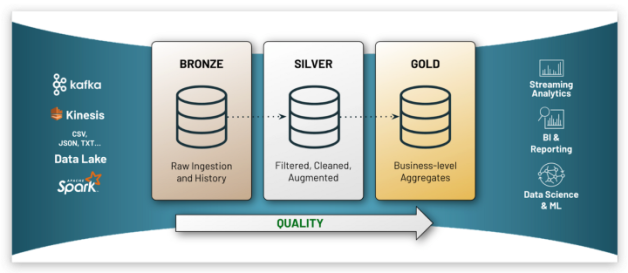 BRONZE
SILVER
GOLD
kafka
Kinesis
CSV,
JSON, TXT...
Data Lake
APACHE
Spark
Raw Ingestion
and History
Filtered, Cleaned,
Augmented
Business-level
Aggregates
Streaming
Analytics
BI &
Reporting
Data Science
& ML
QUALITY